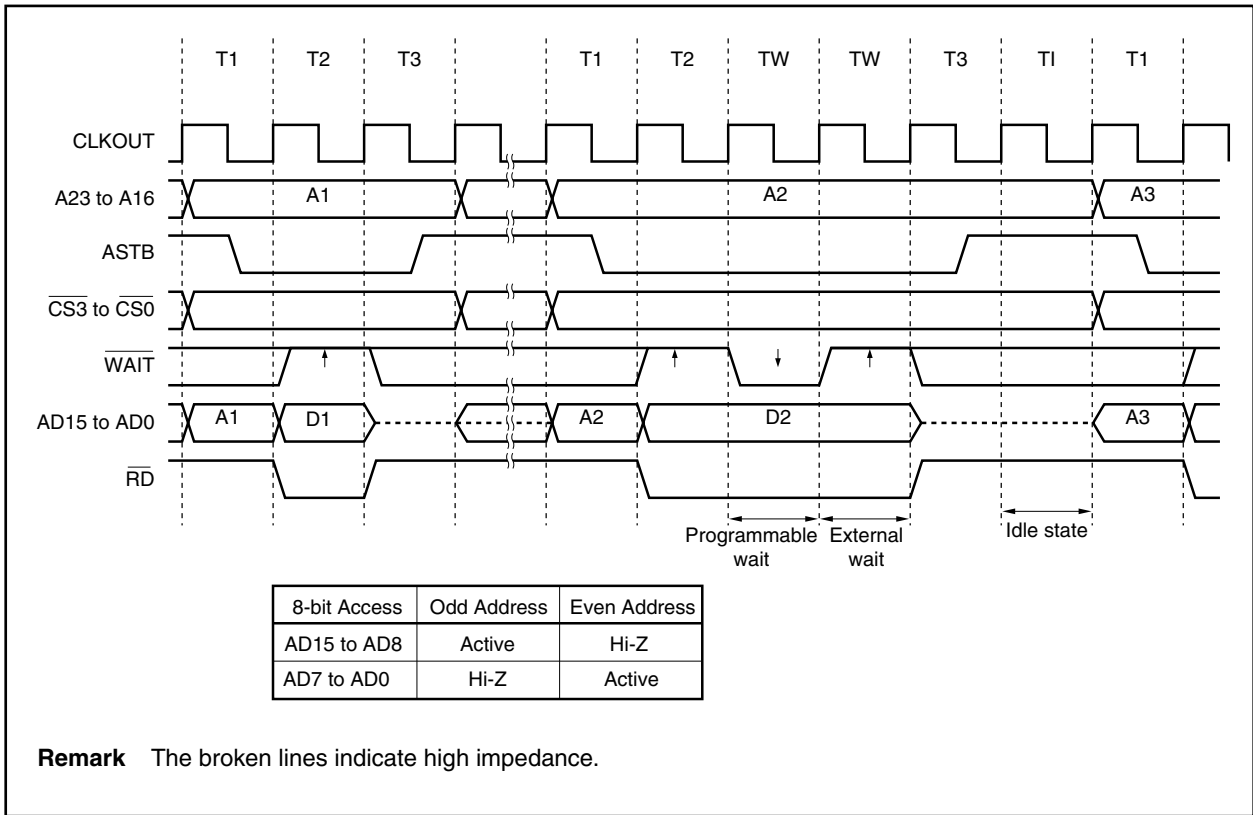 T1 T2 T3 T1 T2 TW TW T3 TI T1
CLKOUT
A23 to A16 A1 A2 A3
ASTB
CS3 to CS0
WAIT
AD15 to AD0 A1 D1 A2 D2 A3
RD
Programmable wait
External wait
Idle state
8-bit Access Odd Address Even Address
AD15 to AD8 Active Hi-Z
AD7 to AD0 Hi-Z Active
Remark The broken lines indicate high impedance.